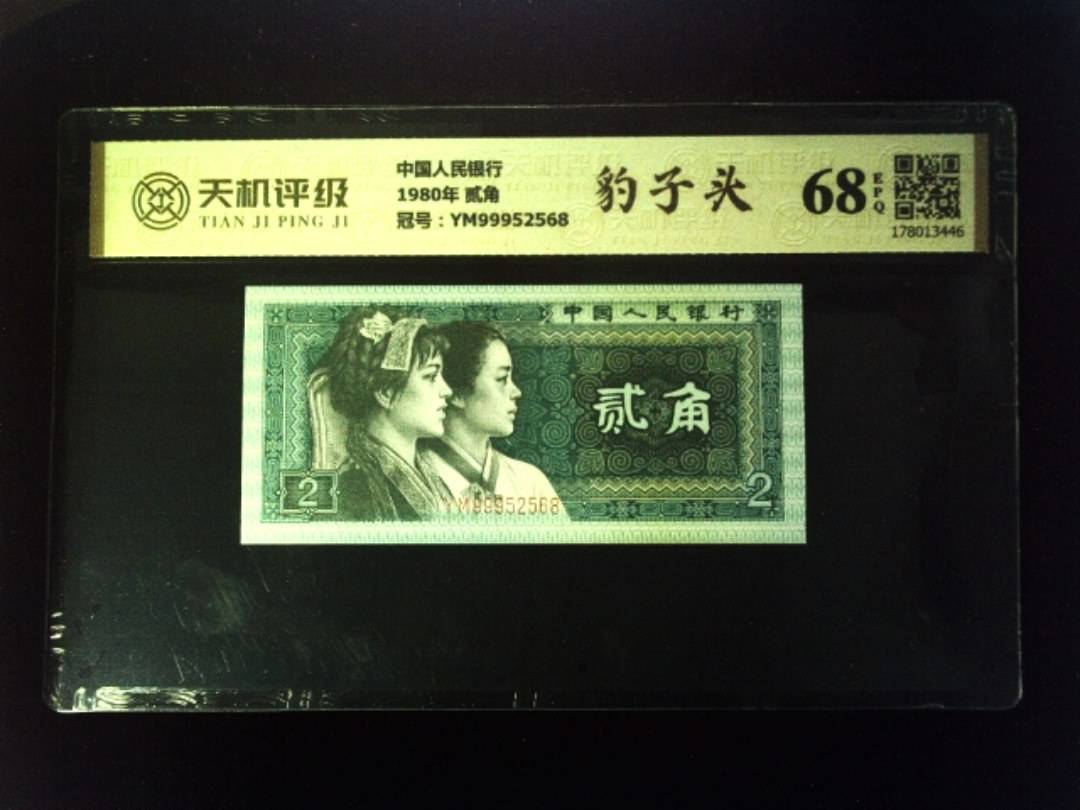 天机评级
TIAN JI PING JI
中国人民银行
1980年 贰角
冠号：YM99952568
豹子头
68
EPQ
178013446
中国人民银行
贰角
2
YM99952568
2